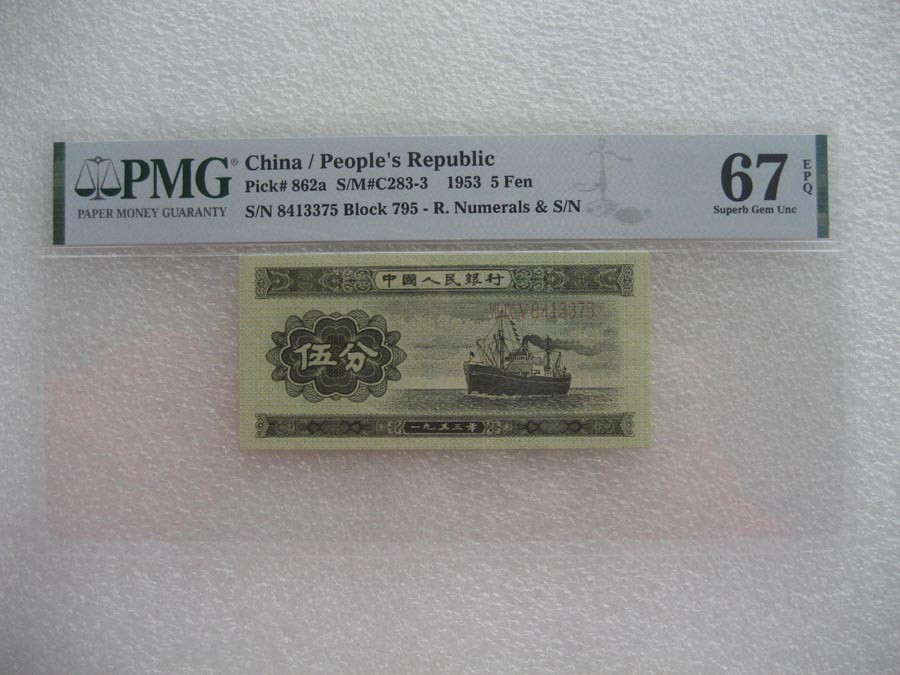 PMG®
PAPER MONEY GUARANTY
China / People's Republic
Pick# 862a S/M#C283-3 1953 5 Fen
S/N 8413375 Block 795 - R. Numerals & S/N
67
EPQ
Superb Gem Unc
中國人民銀行
8413375
伍分
一九五三年